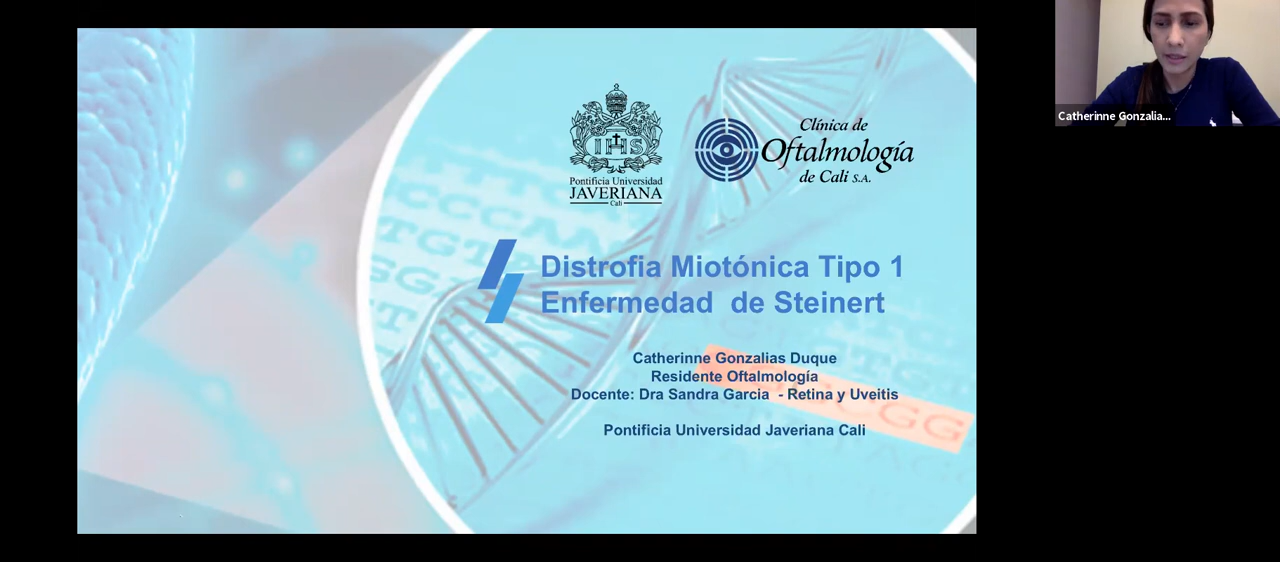 IHS
Pontificia Universidad
JAVERIANA
Cali
Clínica de
Oftalmología
de Cali S.A.
Distrofia Miotónica Tipo 1
Enfermedad de Steinert
Catherinne Gonzalias Duque
Residente Oftalmología
Docente: Dra Sandra Garcia - Retina y Uveitis
Pontificia Universidad Javeriana Cali
Catherinne Gonzalia...